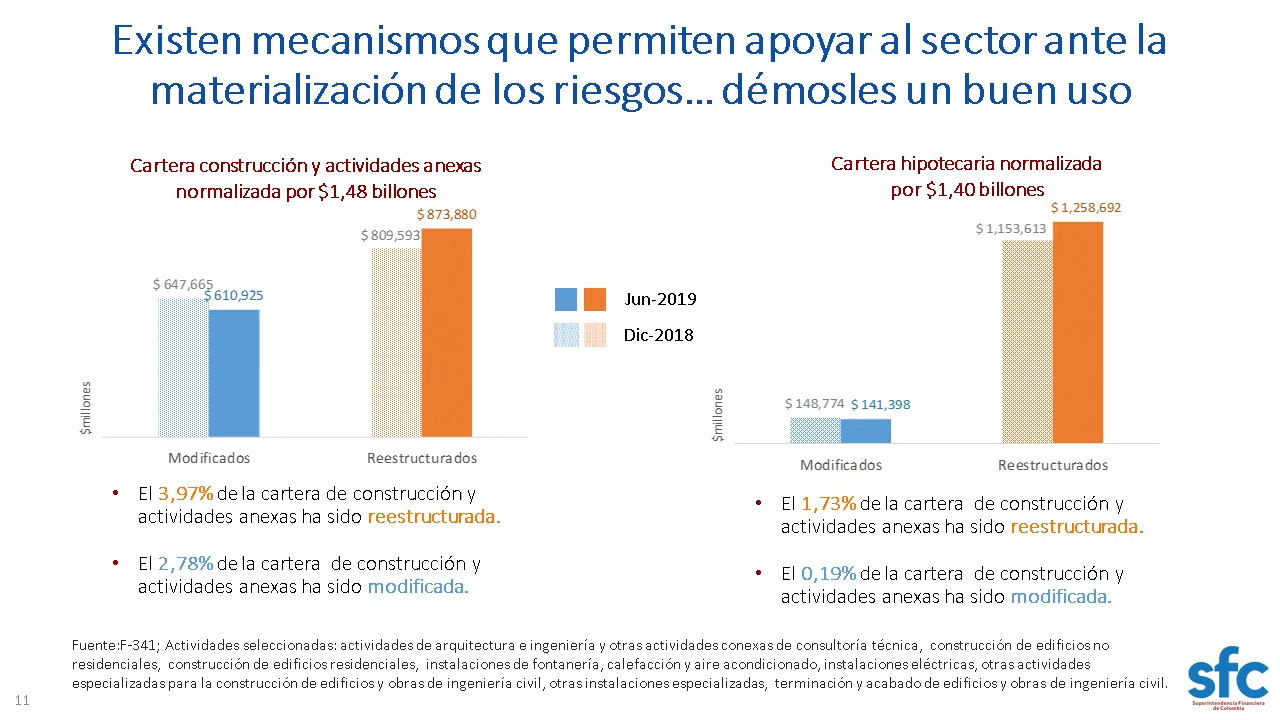 Existen mecanismos que permiten apoyar al sector ante la
materialización de los riesgos... démosles un buen uso
Cartera construcción y actividades anexas
normalizada por $1,48 billones
$ 873,880
$ 809,593
$ 647,665
$ 610,925
$millones
Modificados
Reestructurados
Jun-2019
Dic-2018
Cartera hipotecaria normalizada
por $1,40 billones
$ 1,258,692
$ 1,153,613
$ 148,774
$ 141,398
$millones
Modificados
Reestructurados
• El 3,97% de la cartera de construcción y
actividades anexas ha sido reestructurada.
• El 2,78% de la cartera de construcción y
actividades anexas ha sido modificada.
• El 1,73% de la cartera de construcción y
actividades anexas ha sido reestructurada.
• El 0,19% de la cartera de construcción y
actividades anexas ha sido modificada.
Fuente:F-341; Actividades seleccionadas: actividades de arquitectura e ingeniería y otras actividades conexas de consultoría técnica, construcción de edificios no
residenciales, construcción de edificios residenciales, instalaciones de fontanería, calefacción y aire acondicionado, instalaciones eléctricas, otras actividades
especializadas para la construcción de edificios y obras de ingeniería civil, otras instalaciones especializadas, terminación y acabado de edificios y obras de ingeniería civil.
11
sfc
Superintendencia Financiera
de Colombia